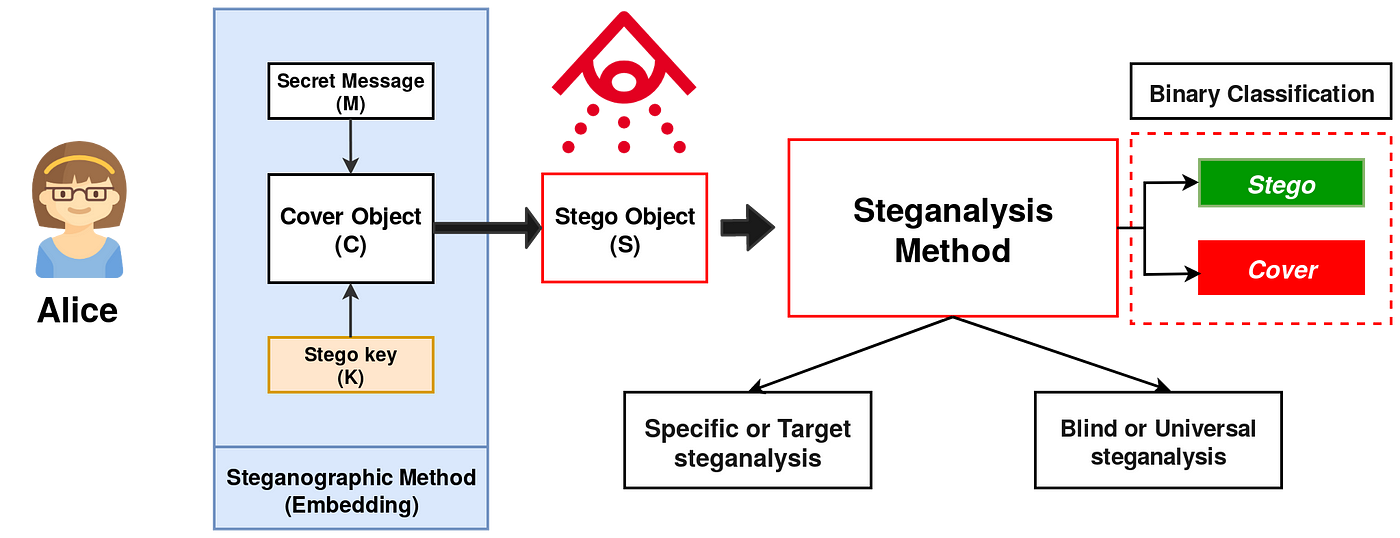 Alice
Secret Message
(M)
Cover Object
(C)
Stego key
(K)
Steganographic Method
(Embedding)
Stego Object
(S)
Steganalysis
Method
Binary Classification
Stego
Cover
Specific or Target
steganalysis
Blind or Universal
steganalysis